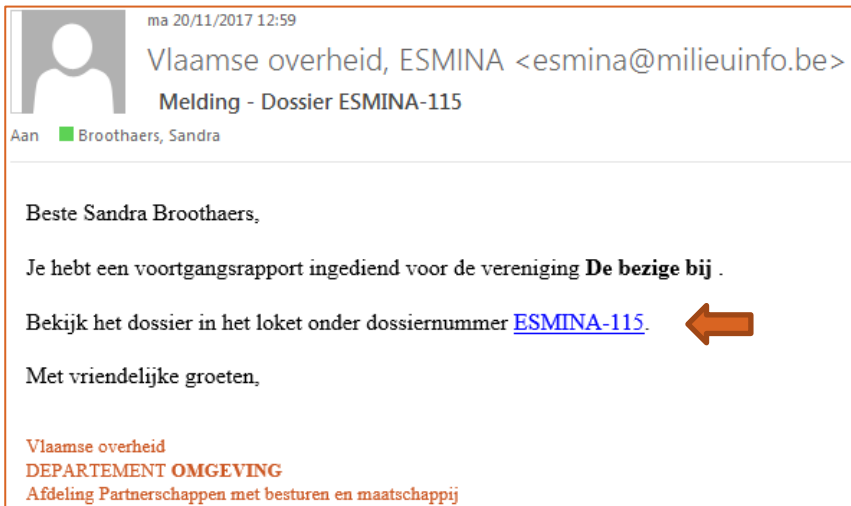 ma 20/11/2017 12:59
Vlaamse overheid, ESMINA <esmina@milieuinfo.be>
Melding - Dossier ESMINA-115
Aan Broothaers, Sandra
Beste Sandra Broothaers,
Je hebt een voortgangsrapport ingediend voor de vereniging De bezige bij .
Bekijk het dossier in het loket onder dossiernummer ESMINA-115.
Met vriendelijke groeten,
Vlaamse overheid
DEPARTEMENT OMGEVING
Afdeling Partnerschappen met besturen en maatschappij